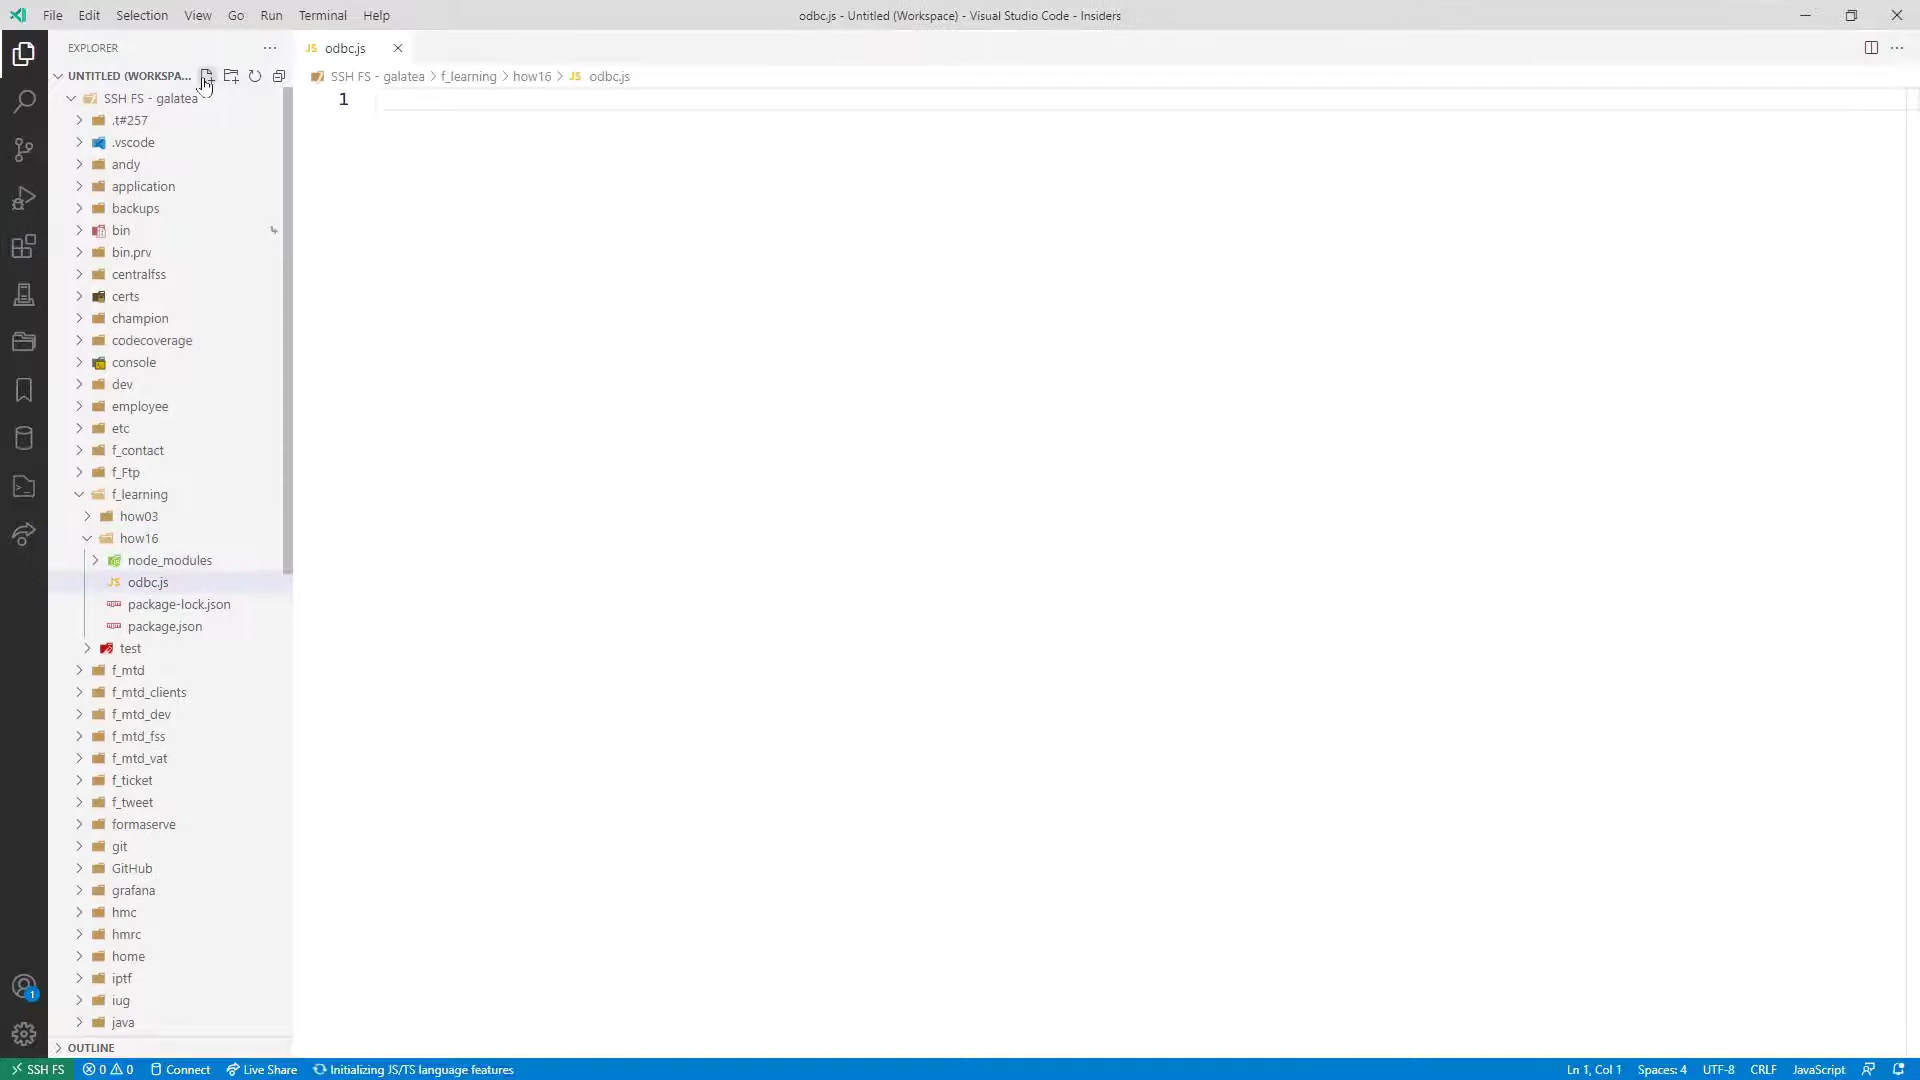 File Edit Selection View Go Run Terminal Help
odbc.js - Untitled (Workspace) - Visual Studio Code - Insiders
EXPLORER
JS odbc.js
UNTITLED (WORKSPA...
SSH FS - galatea > f_learning > how16 > JS odbc.js
1
SSH FS - galatea
.t#257
.vscode
andy
application
backups
bin
bin.prv
centralfss
certs
champion
codecoverage
console
dev
employee
etc
f_contact
f_Ftp
f_learning
how03
how16
node_modules
JS odbc.js
package-lock.json
package.json
test
f_mtd
f_mtd_clients
f_mtd_dev
f_mtd_fss
f_mtd_vat
f_ticket
f_tweet
formaserve
git
GitHub
grafana
hmc
hmrc
home
iptf
iug
java
1
OUTLINE
SSH FS 0 0 Connect Live Share Initializing JS/TS language features Ln 1, Col 1 Spaces: 4 UTF-8 CRLF JavaScript